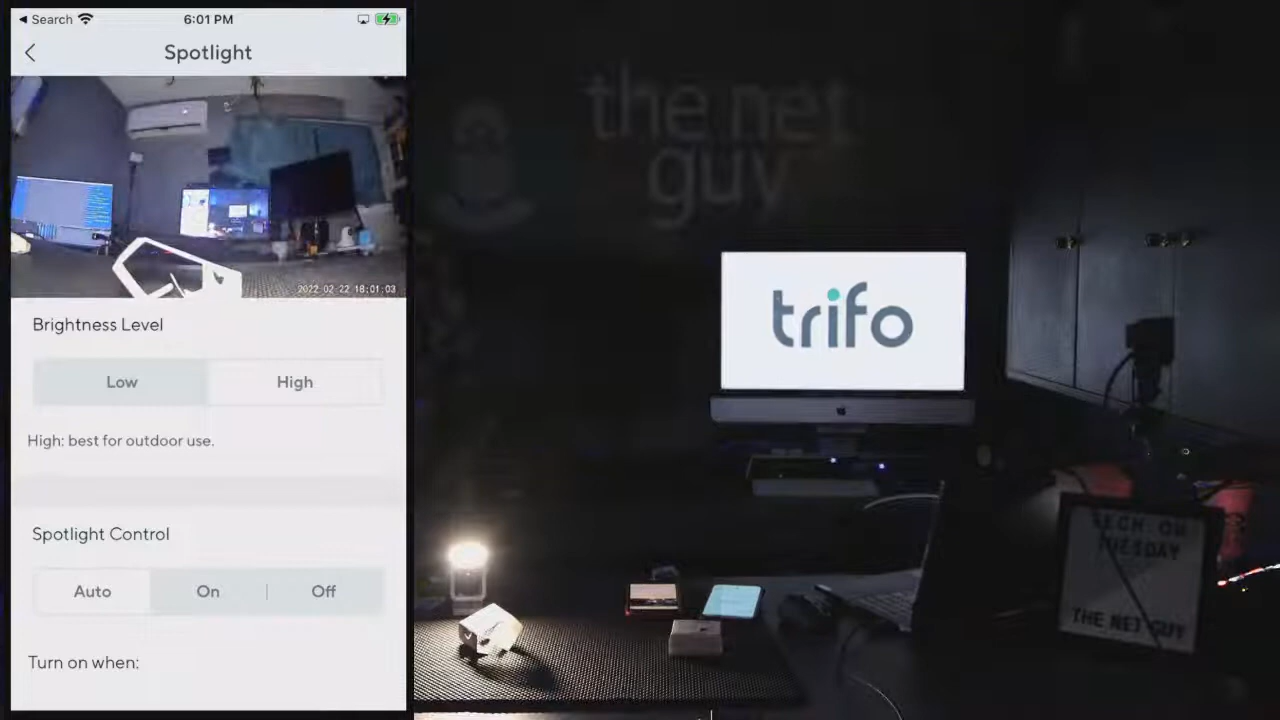 Search
6:01 PM
Spotlight
2022-02-22 18:01:03
Brightness Level
Low
High
High: best for outdoor use.
Spotlight Control
Auto
On
Off
Turn on when:
the net
guy
trifo
TECH ON
TUESDAY
THE NET GUY